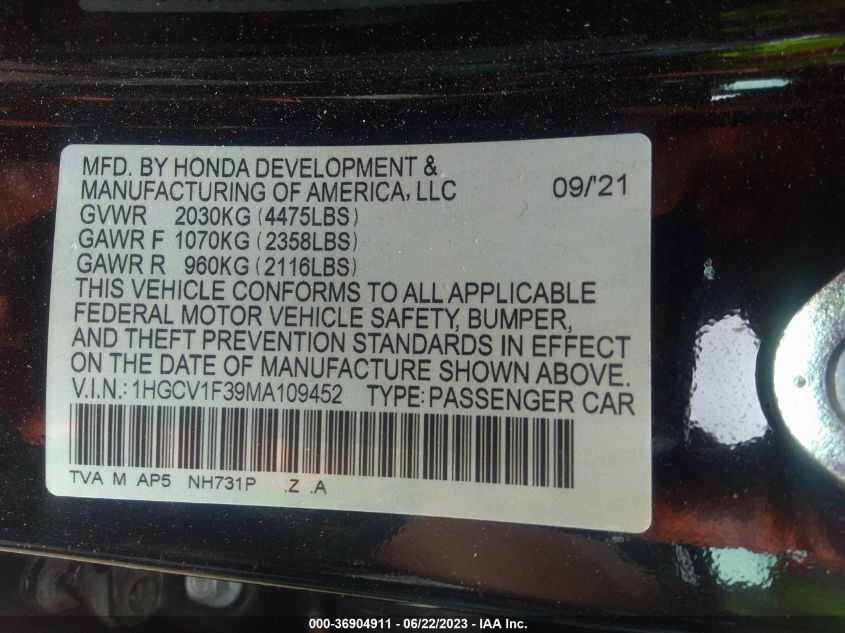 MFD. BY HONDA DEVELOPMENT &
MANUFACTURING OF AMERICA, LLC 09/'21
GVWR 2030KG (4475LBS)
GAWR F 1070KG (2358LBS)
GAWR R 960KG (2116LBS)
THIS VEHICLE CONFORMS TO ALL APPLICABLE
FEDERAL MOTOR VEHICLE SAFETY, BUMPER,
AND THEFT PREVENTION STANDARDS IN EFFECT
ON THE DATE OF MANUFACTURE SHOWN ABOVE.
V.I.N.: 1HGCV1F39MA109452 TYPE: PASSENGER CAR
TVA M AP5 NH731P .Z .A
000-36904911 - 06/22/2023 - IAA Inc.